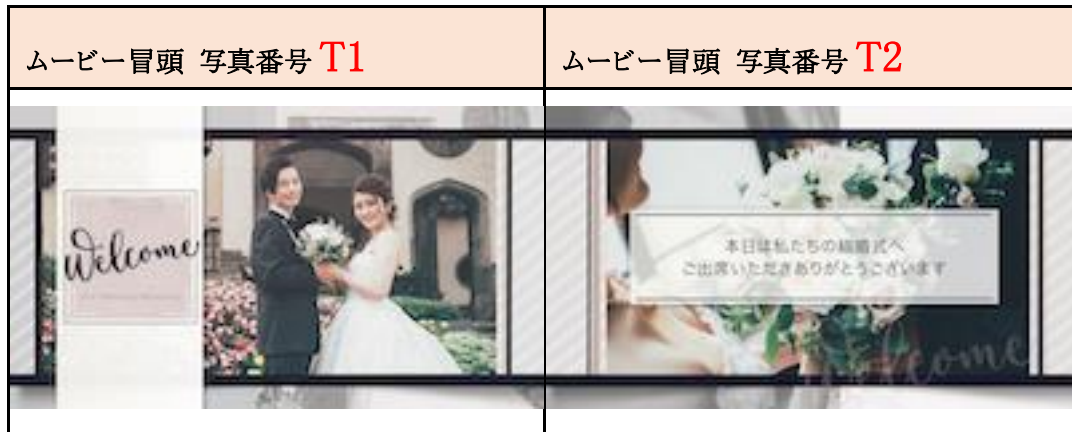 ムービー冒頭 写真番号 T1
ムービー冒頭 写真番号 T2
Welcome
本日は私たちの結婚式へ
ご出席いただきありがとうございます
Welcome